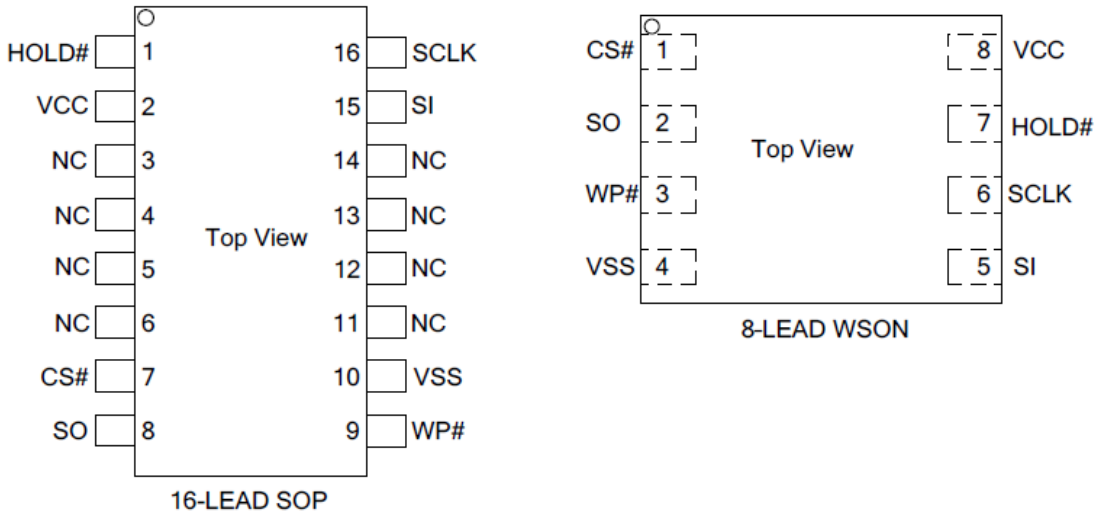 HOLD# 1 16 SCLK
VCC 2 15 SI
NC 3 14 NC
NC 4 13 NC
Top View
NC 5 12 NC
NC 6 11 NC
CS# 7 10 VSS
SO 8 9 WP#
16-LEAD SOP
CS# 1 8 VCC
SO 2 7 HOLD#
Top View
WP# 3 6 SCLK
VSS 4 5 SI
8-LEAD WSON